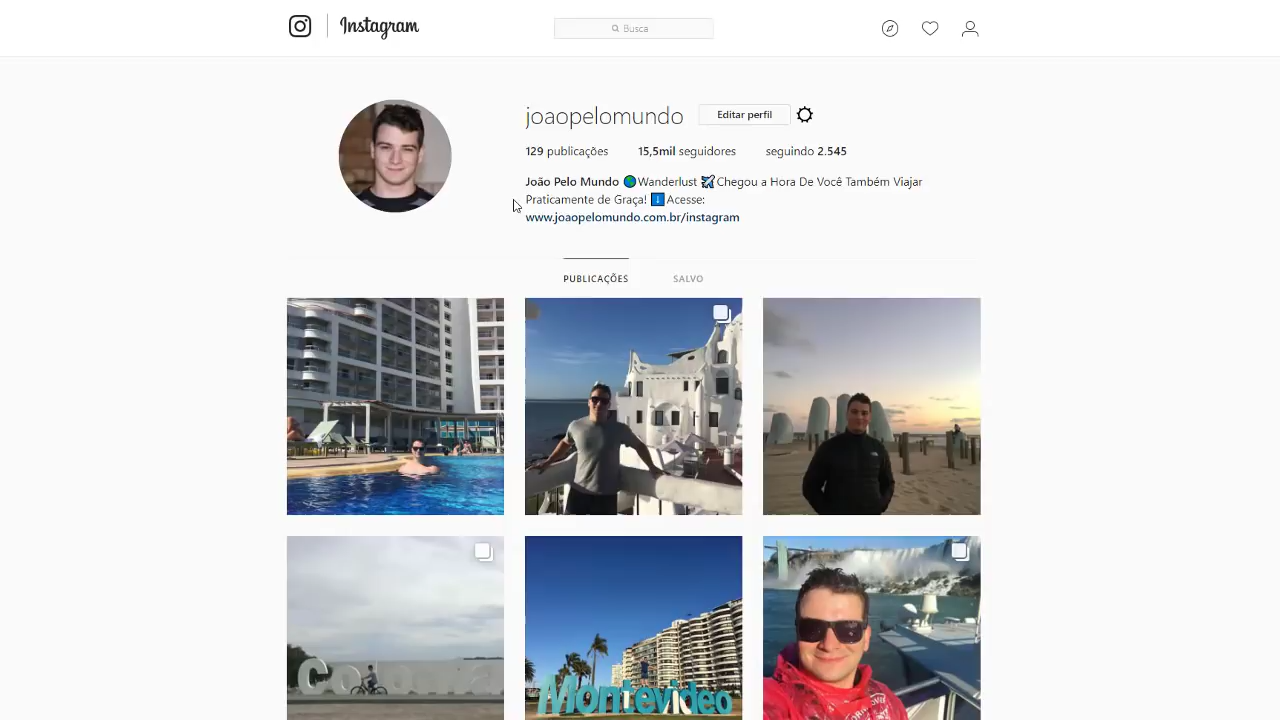 Instagram
Busca
joaopelomundo
Editar perfil
129 publicações 15,5mil seguidores seguindo 2.545
João Pelo Mundo 🌍Wanderlust ✈Chegou a Hora De Você Também Viajar
Praticamente de Graça! ⬇Acesse:
www.joaopelomundo.com.br/instagram
PUBLICAÇÕES SALVO
Montevideo